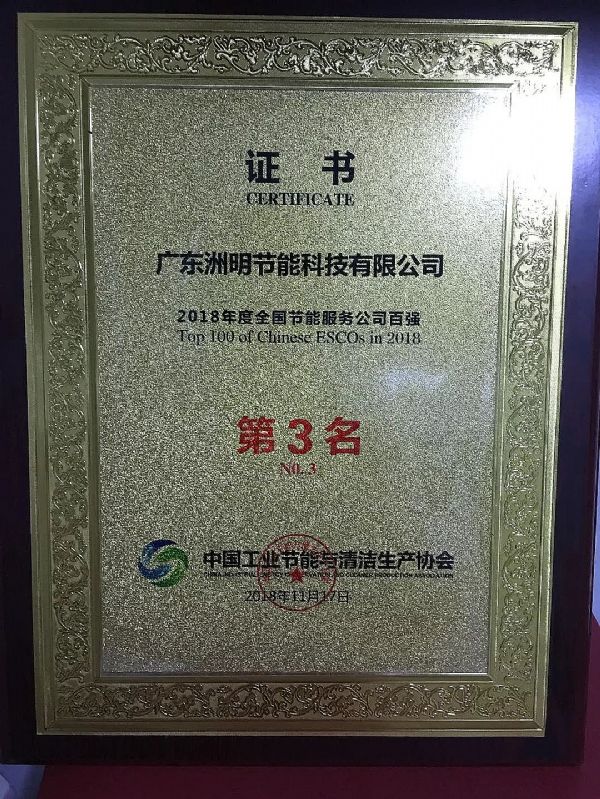 证 书
CERTIFICATE
广东洲明节能科技有限公司
2018年度全国节能服务公司百强
Top 100 of Chinese ESCOs in 2018
第3名
No. 3
中国工业节能与清洁生产协会
2018年11月17日